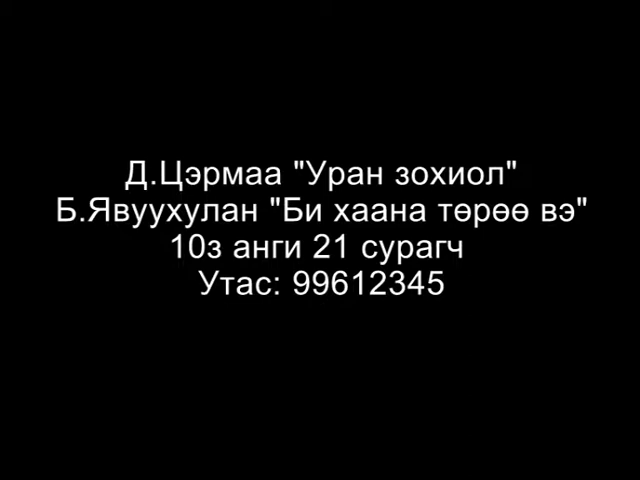 Д.Цэрмаа "Уран зохиол"
Б.Явуухулан "Би хаана төрөө вэ"
10з анги 21 сурагч
Утас: 99612345